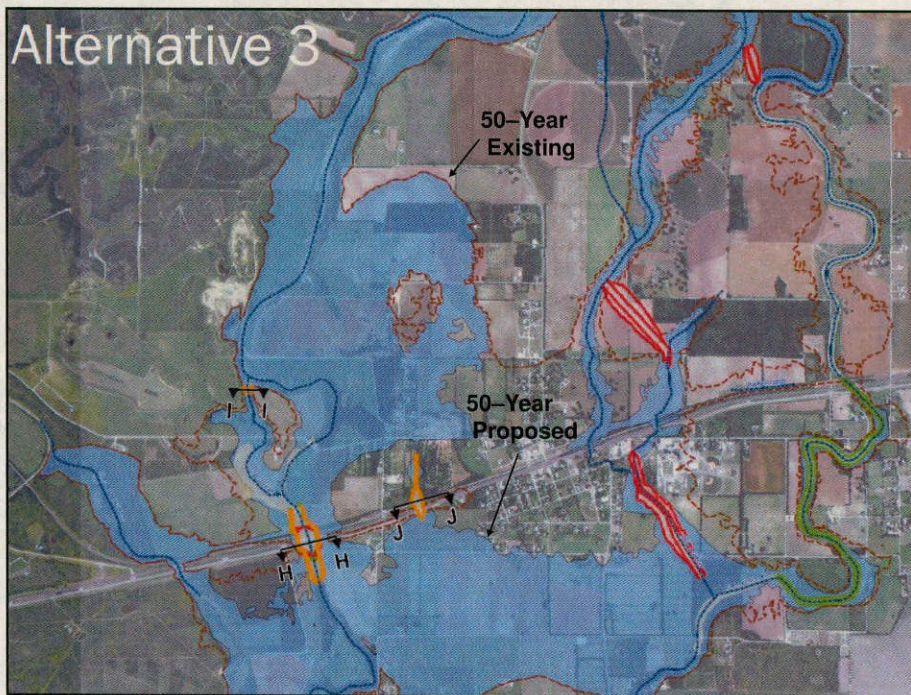 Alternative 3
50–Year
Existing
50–Year
Proposed
I I
J J
H H